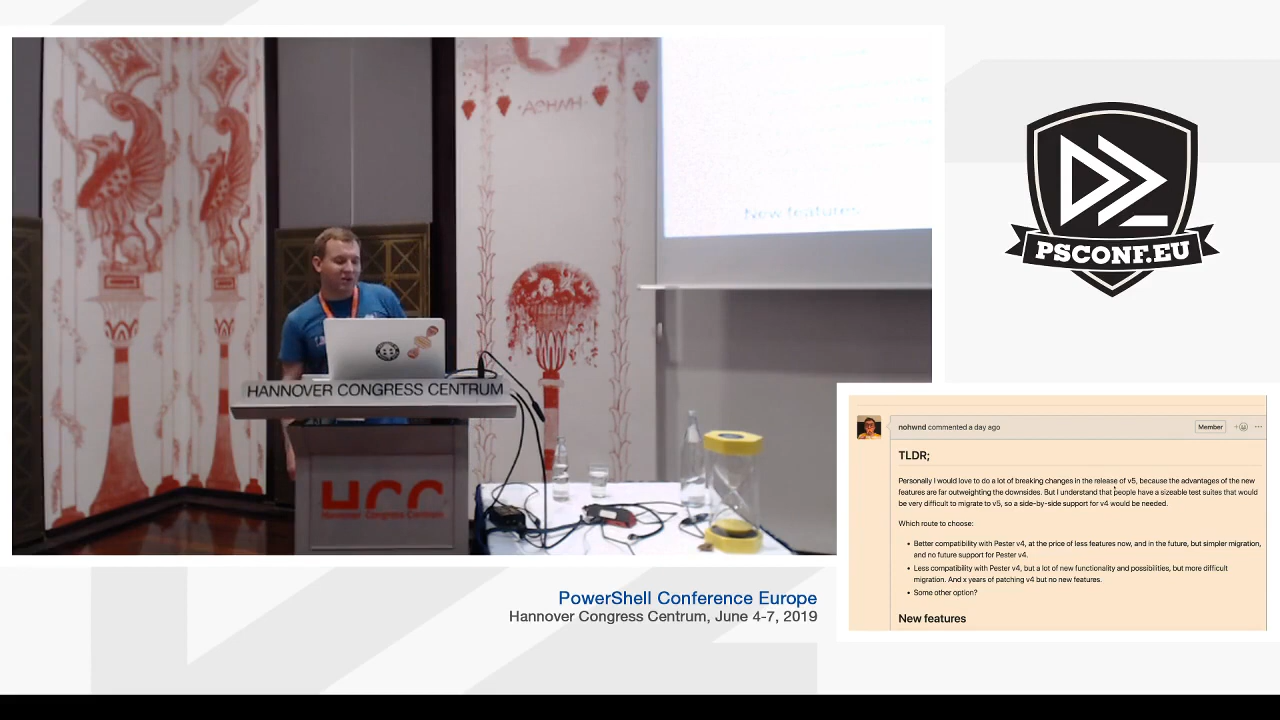 New features
HANNOVER CONGRESS CENTRUM
HCC
Hannover Congress Centrum
PSCONF.EU
nohwnd commented a day ago
Member
TLDR;
Personally I would love to do a lot of breaking changes in the release of v5, because the advantages of the new
features are far outweighting the downsides. But I understand that people have a sizeable test suites that would
be very difficult to migrate to v5, so a side-by-side support for v4 would be needed.
Which route to choose:
• Better compatibility with Pester v4, at the price of less features now, and in the future, but simpler migration,
and no future support for Pester v4.
• Less compatibility with Pester v4, but a lot of new functionality and possibilities, but more difficult
migration. And x years of patching v4 but no new features.
• Some other option?
New features
PowerShell Conference Europe
Hannover Congress Centrum, June 4-7, 2019